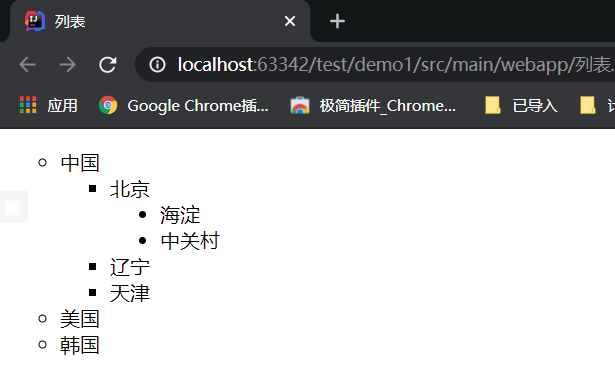 列表
localhost:63342/test/demo1/src/main/webapp/列表.
应用 Google Chrome插... 极简插件_Chrome... 已导入
中国
北京
海淀
中关村
辽宁
天津
美国
韩国